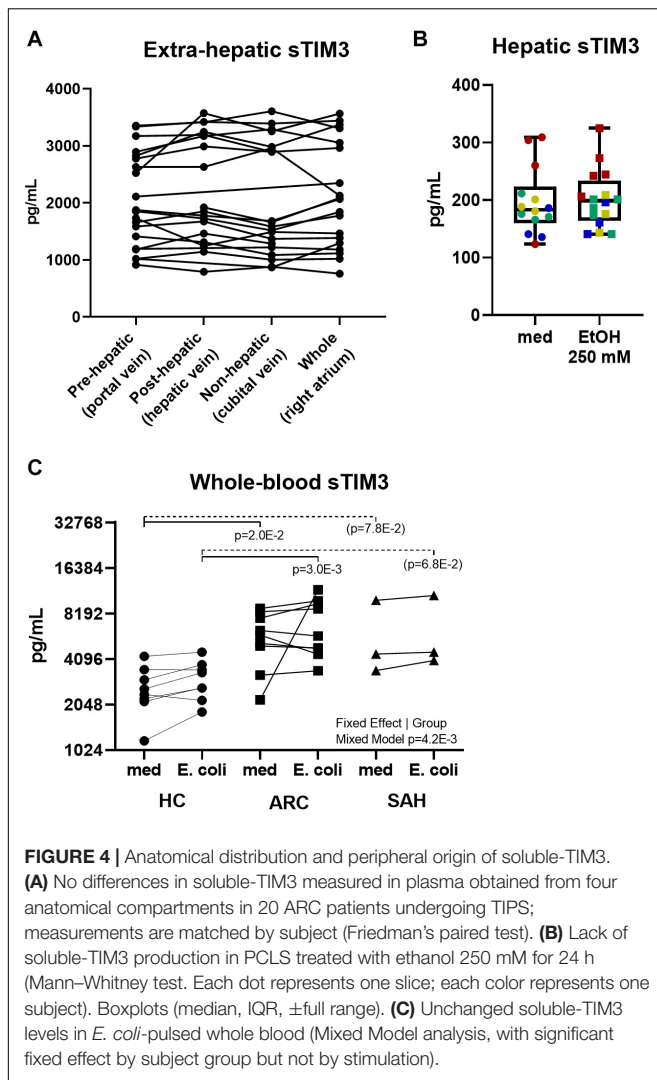 A
Extra-hepatic sTIM3
4000
3000
2000
1000
0
pg/mL
Pre-hepatic
(portal vein)
Post-hepatic
(hepatic vein)
Non-hepatic
(cubital vein)
Whole
(right atrium)
B
Hepatic sTIM3
400
300
200
100
0
pg/mL
med
EtOH
250 mM
C
Whole-blood sTIM3
32768
16384
8192
4096
2048
1024
pg/mL
p=2.0E-2
(p=7.8E-2)
p=3.0E-3
(p=6.8E-2)
Fixed Effect | Group
Mixed Model p=4.2E-3
med E. coli med E. coli med E. coli
HC ARC SAH
FIGURE 4 | Anatomical distribution and peripheral origin of soluble-TIM3.
(A) No differences in soluble-TIM3 measured in plasma obtained from four
anatomical compartments in 20 ARC patients undergoing TIPS;
measurements are matched by subject (Friedman's paired test). (B) Lack of
soluble-TIM3 production in PCLS treated with ethanol 250 mM for 24 h
(Mann–Whitney test. Each dot represents one slice; each color represents one
subject). Boxplots (median, IQR, ±full range). (C) Unchanged soluble-TIM3
levels in E. coli-pulsed whole blood (Mixed Model analysis, with significant
fixed effect by subject group but not by stimulation).